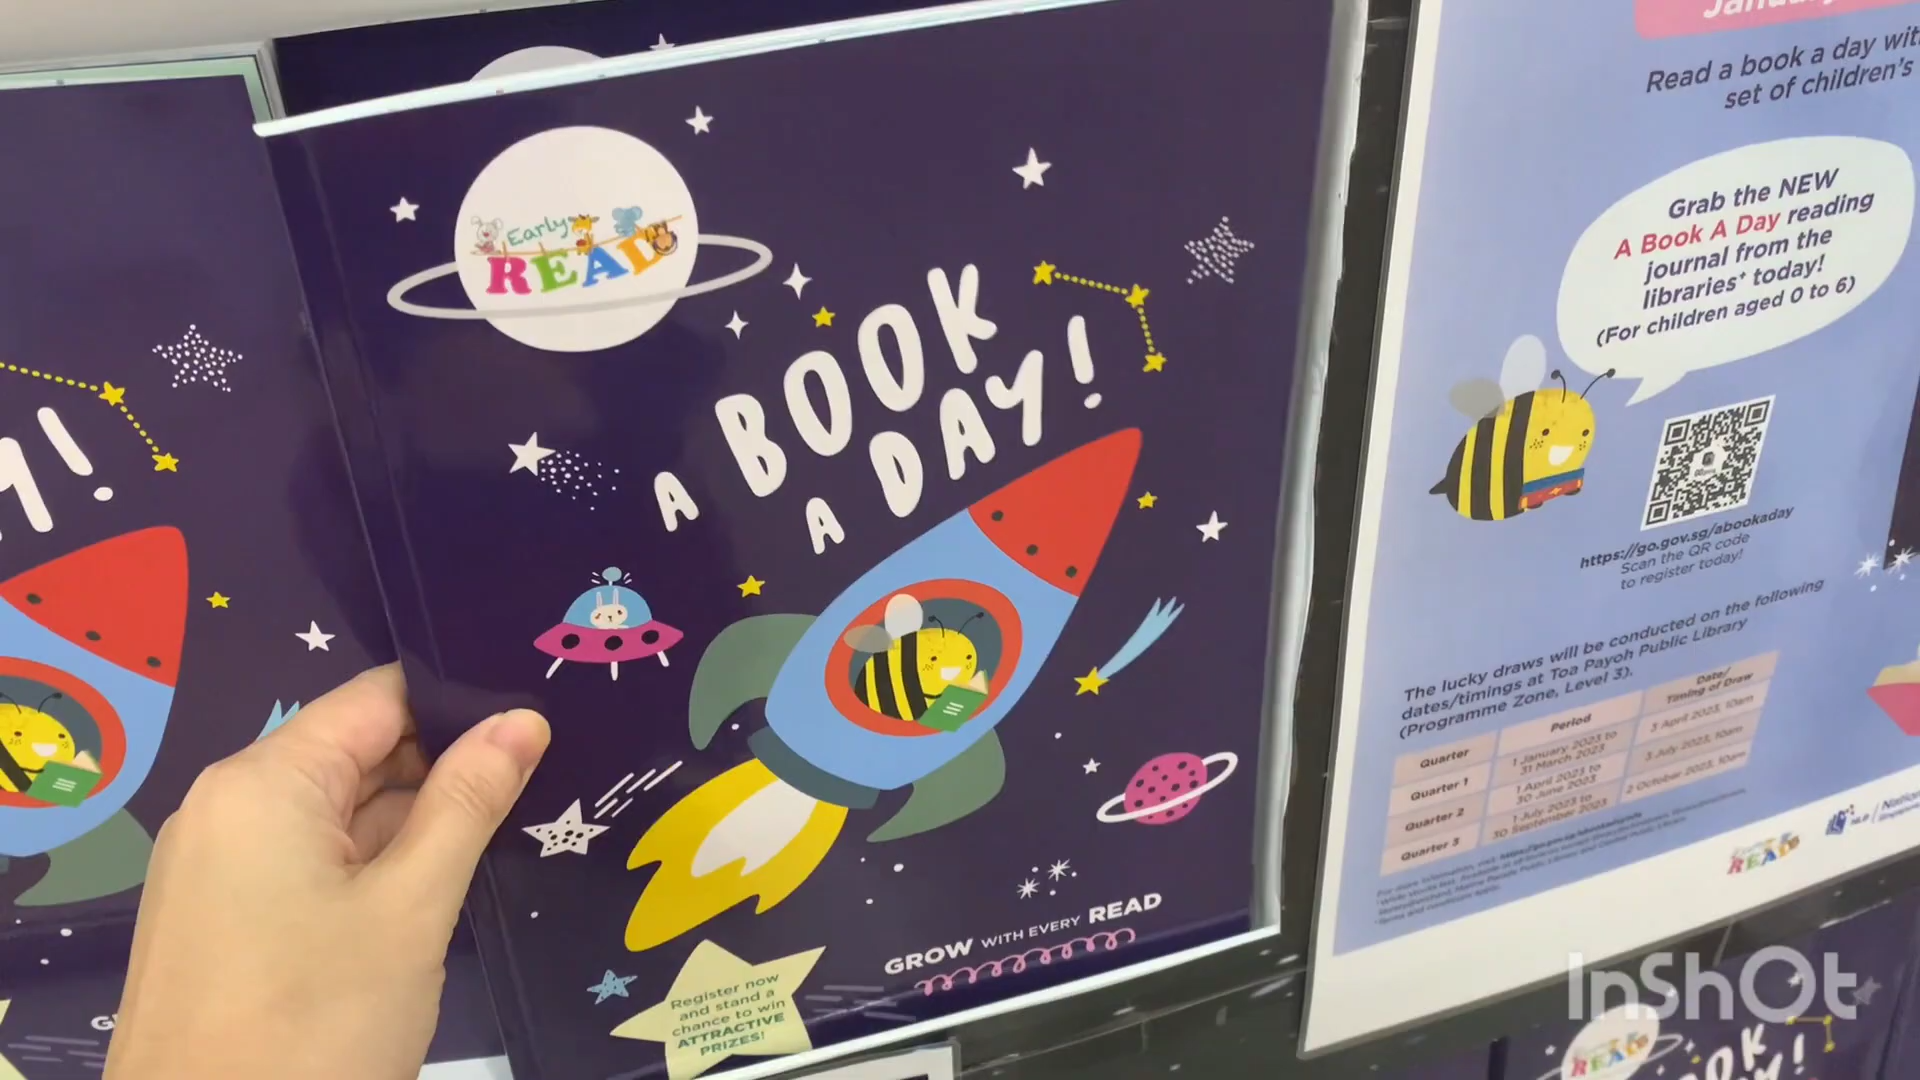 Early
READ
A BOOK
A DAY!
GROW WITH EVERY READ
Register now
and stand a
chance to win
ATTRACTIVE
PRIZES!
Y!
G
Read a book a day
set of children's
Grab the NEW
A Book A Day reading
journal from the
libraries+ today!
(For children aged 0 to 6)
https://go.gov.sg/abookaday
Scan the QR code
to register today!
The lucky draws will be conducted on the following
dates/timings at Toa Payoh Public Library
(Programme Zone, Level 3).
Quarter Period Date/
Timing of Draw
Quarter 1 1 January 2023 to
31 March 2023 3 April 2023, 10am
Quarter 2 1 April 2023 to
30 June 2023 3 July 2023, 10am
Quarter 3 1 July 2023 to
30 September 2023 2 October 2023, 10am
READ
InShOt
READ